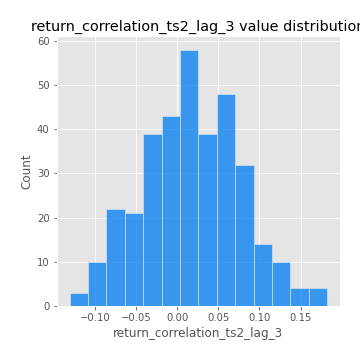 return_correlation_ts2_lag_3 value distribution
60
50
40
30
20
10
0
Count
−0.10 −0.05 0.00 0.05 0.10 0.15
return_correlation_ts2_lag_3